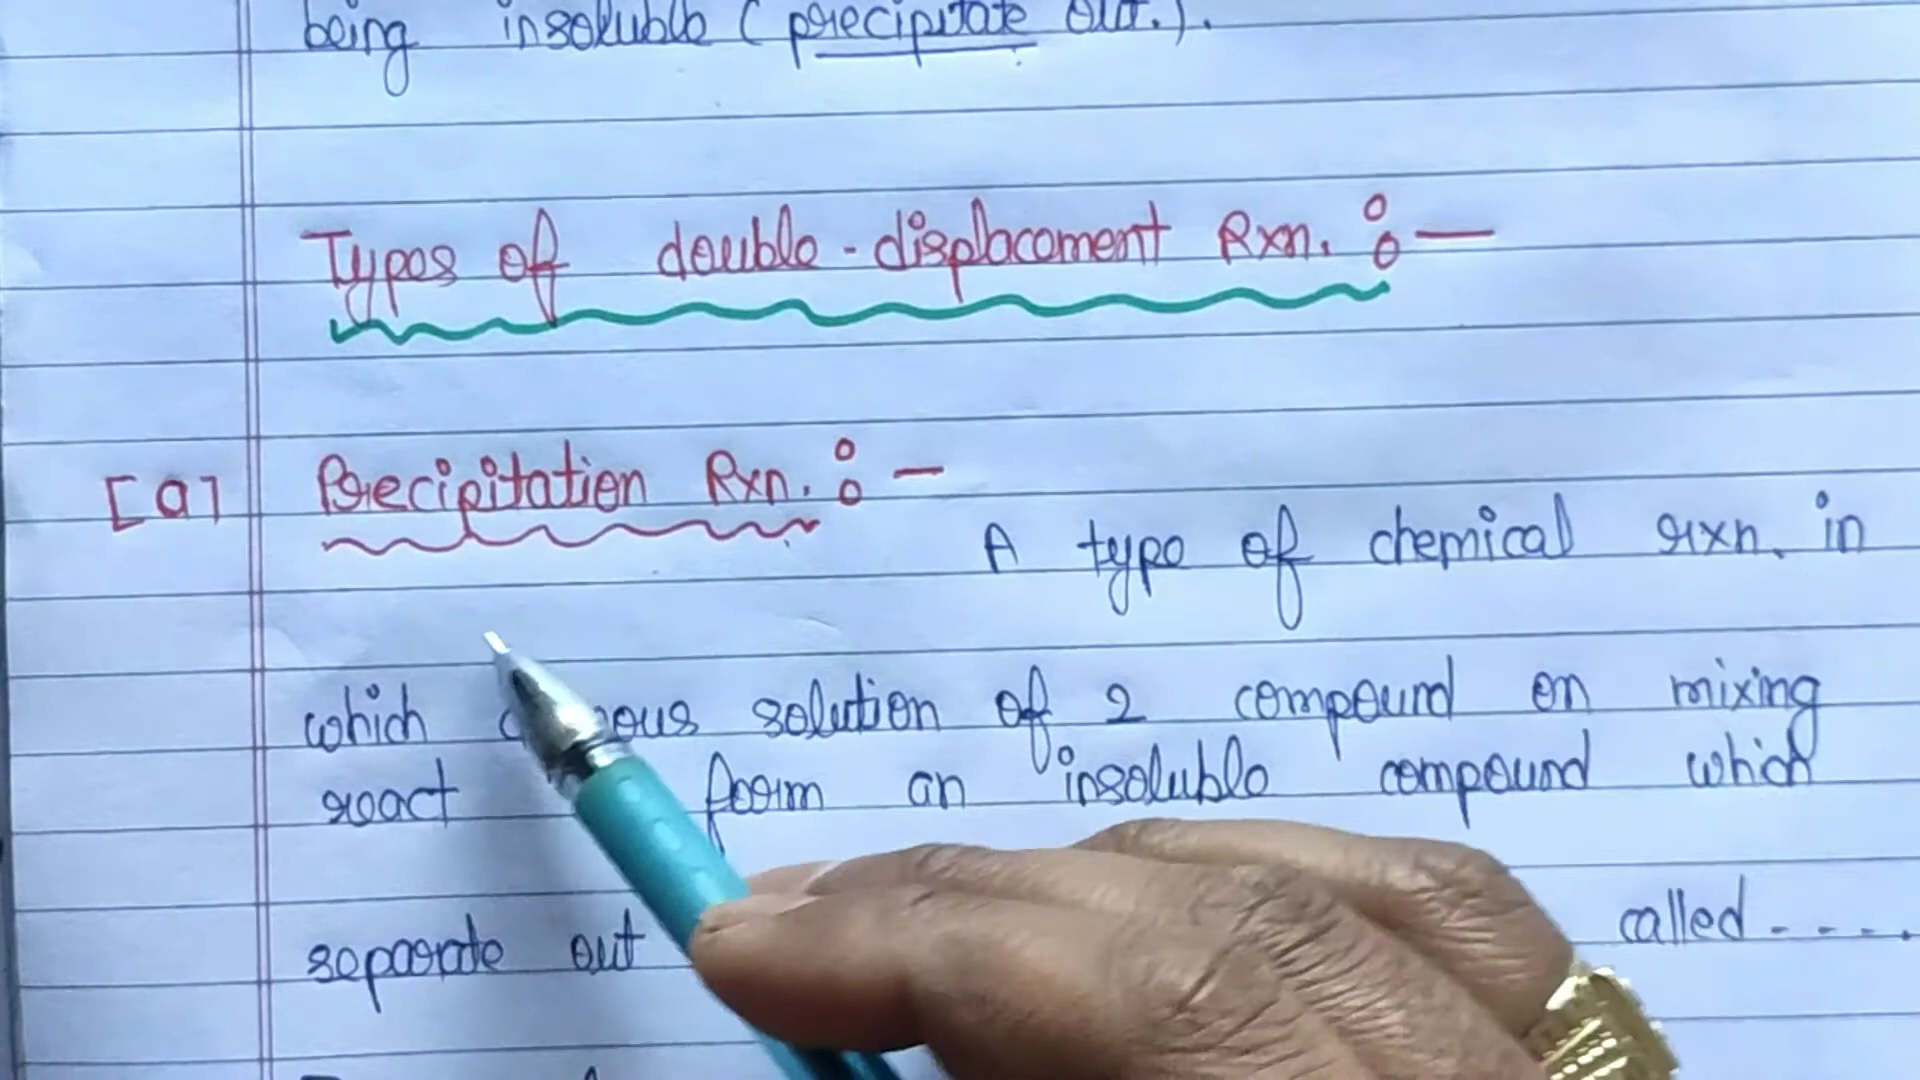 being insoluble (precipitate out.).
Types of double-displacement Rxn. :-
[a] Precipitation Rxn. :-
A type of chemical rxn. in
which solution of 2 compound on mixing
react form an insoluble compound which
separate out called-----.